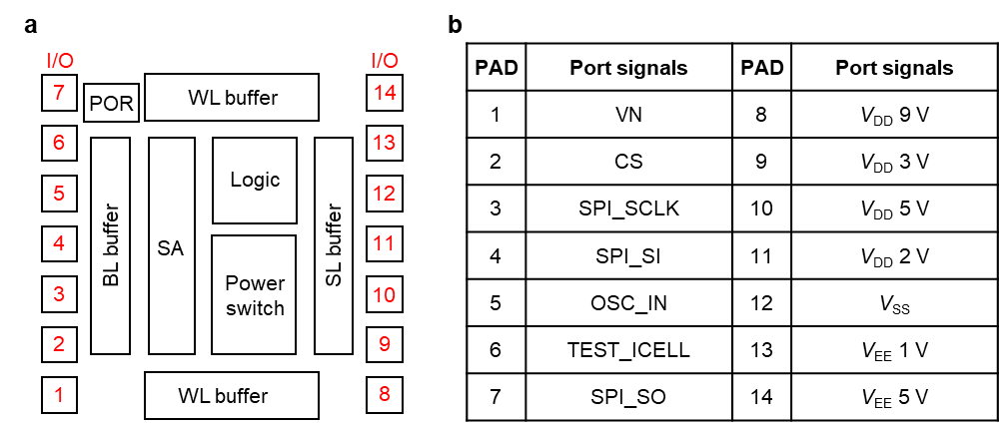 a
I/O
I/O
7
POR
WL buffer
14
6
13
5
Logic
12
4
BL buffer
SA
SL buffer
11
3
Power
switch
10
2
9
1
WL buffer
8
b
PAD Port signals PAD Port signals
1 VN 8 VDD 9 V
2 CS 9 VDD 3 V
3 SPI_SCLK 10 VDD 5 V
4 SPI_SI 11 VDD 2 V
5 OSC_IN 12 VSS
6 TEST_ICELL 13 VEE 1 V
7 SPI_SO 14 VEE 5 V